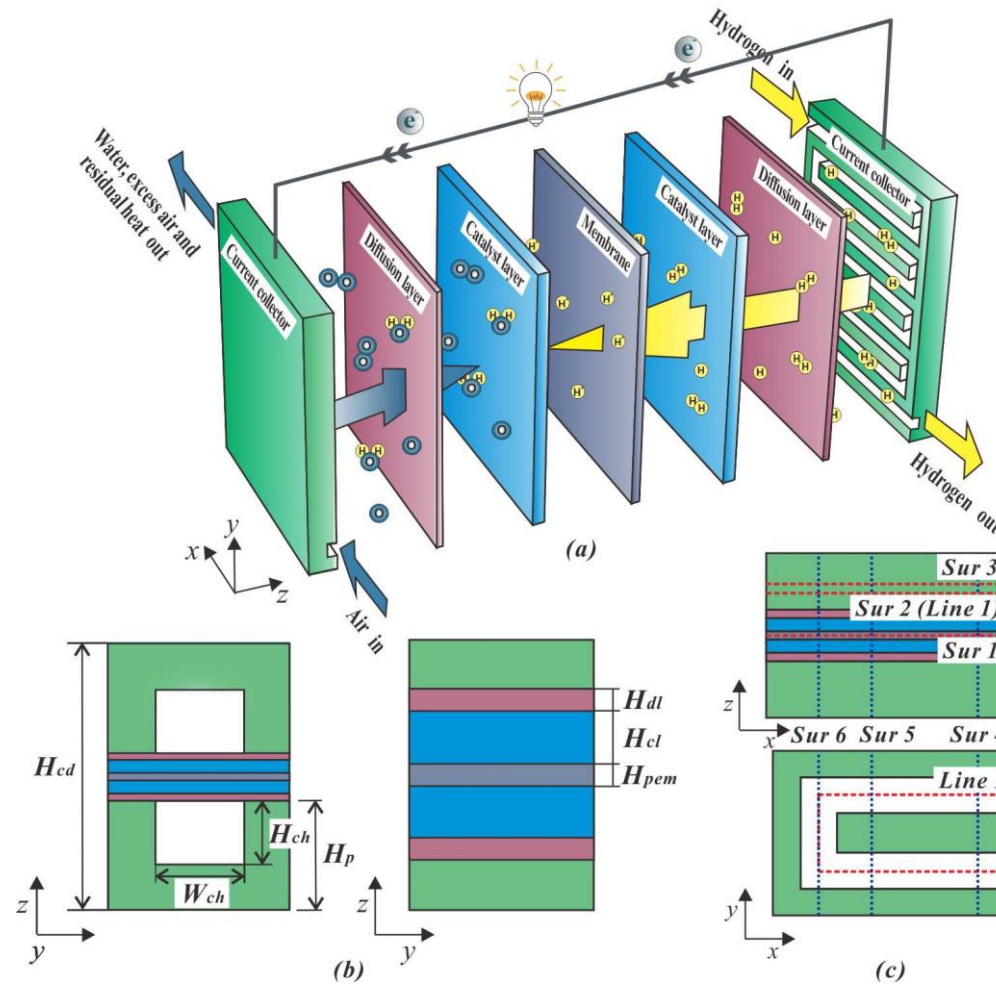 Hydrogen in
e⁻
e⁻
Water, excess air and
residual heat out
Current collector
Diffusion layer
Catalyst layer
Membrane
Catalyst layer
Diffusion layer
Current collector
Hydrogen out
Air in
y
x
z
(a)
O O
H H
O
H
H⁺
Sur 3
Sur 2 (Line 1)
Sur 1
z
x
Sur 6 Sur 5 Sur
Line
y
x
(c)
Hcd
Hch
Hp
Wch
z
y
Hdl
Hcl
Hpem
z
y
(b)